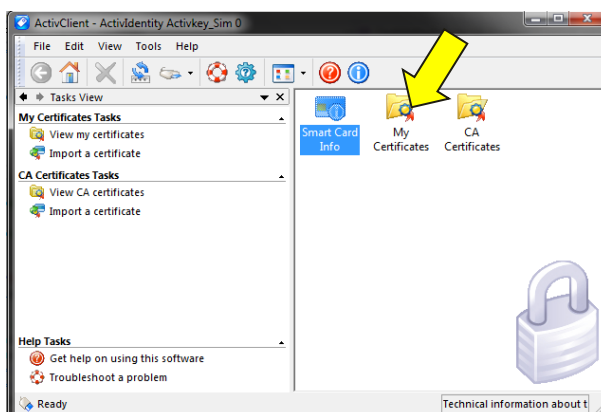 ActivClient - ActivIdentity Activkey_Sim 0
File Edit View Tools Help
Tasks View
My Certificates Tasks
View my certificates
Import a certificate
CA Certificates Tasks
View CA certificates
Import a certificate
Help Tasks
Get help on using this software
Troubleshoot a problem
Smart Card
Info
My
Certificates
CA
Certificates
Ready
Technical information about t